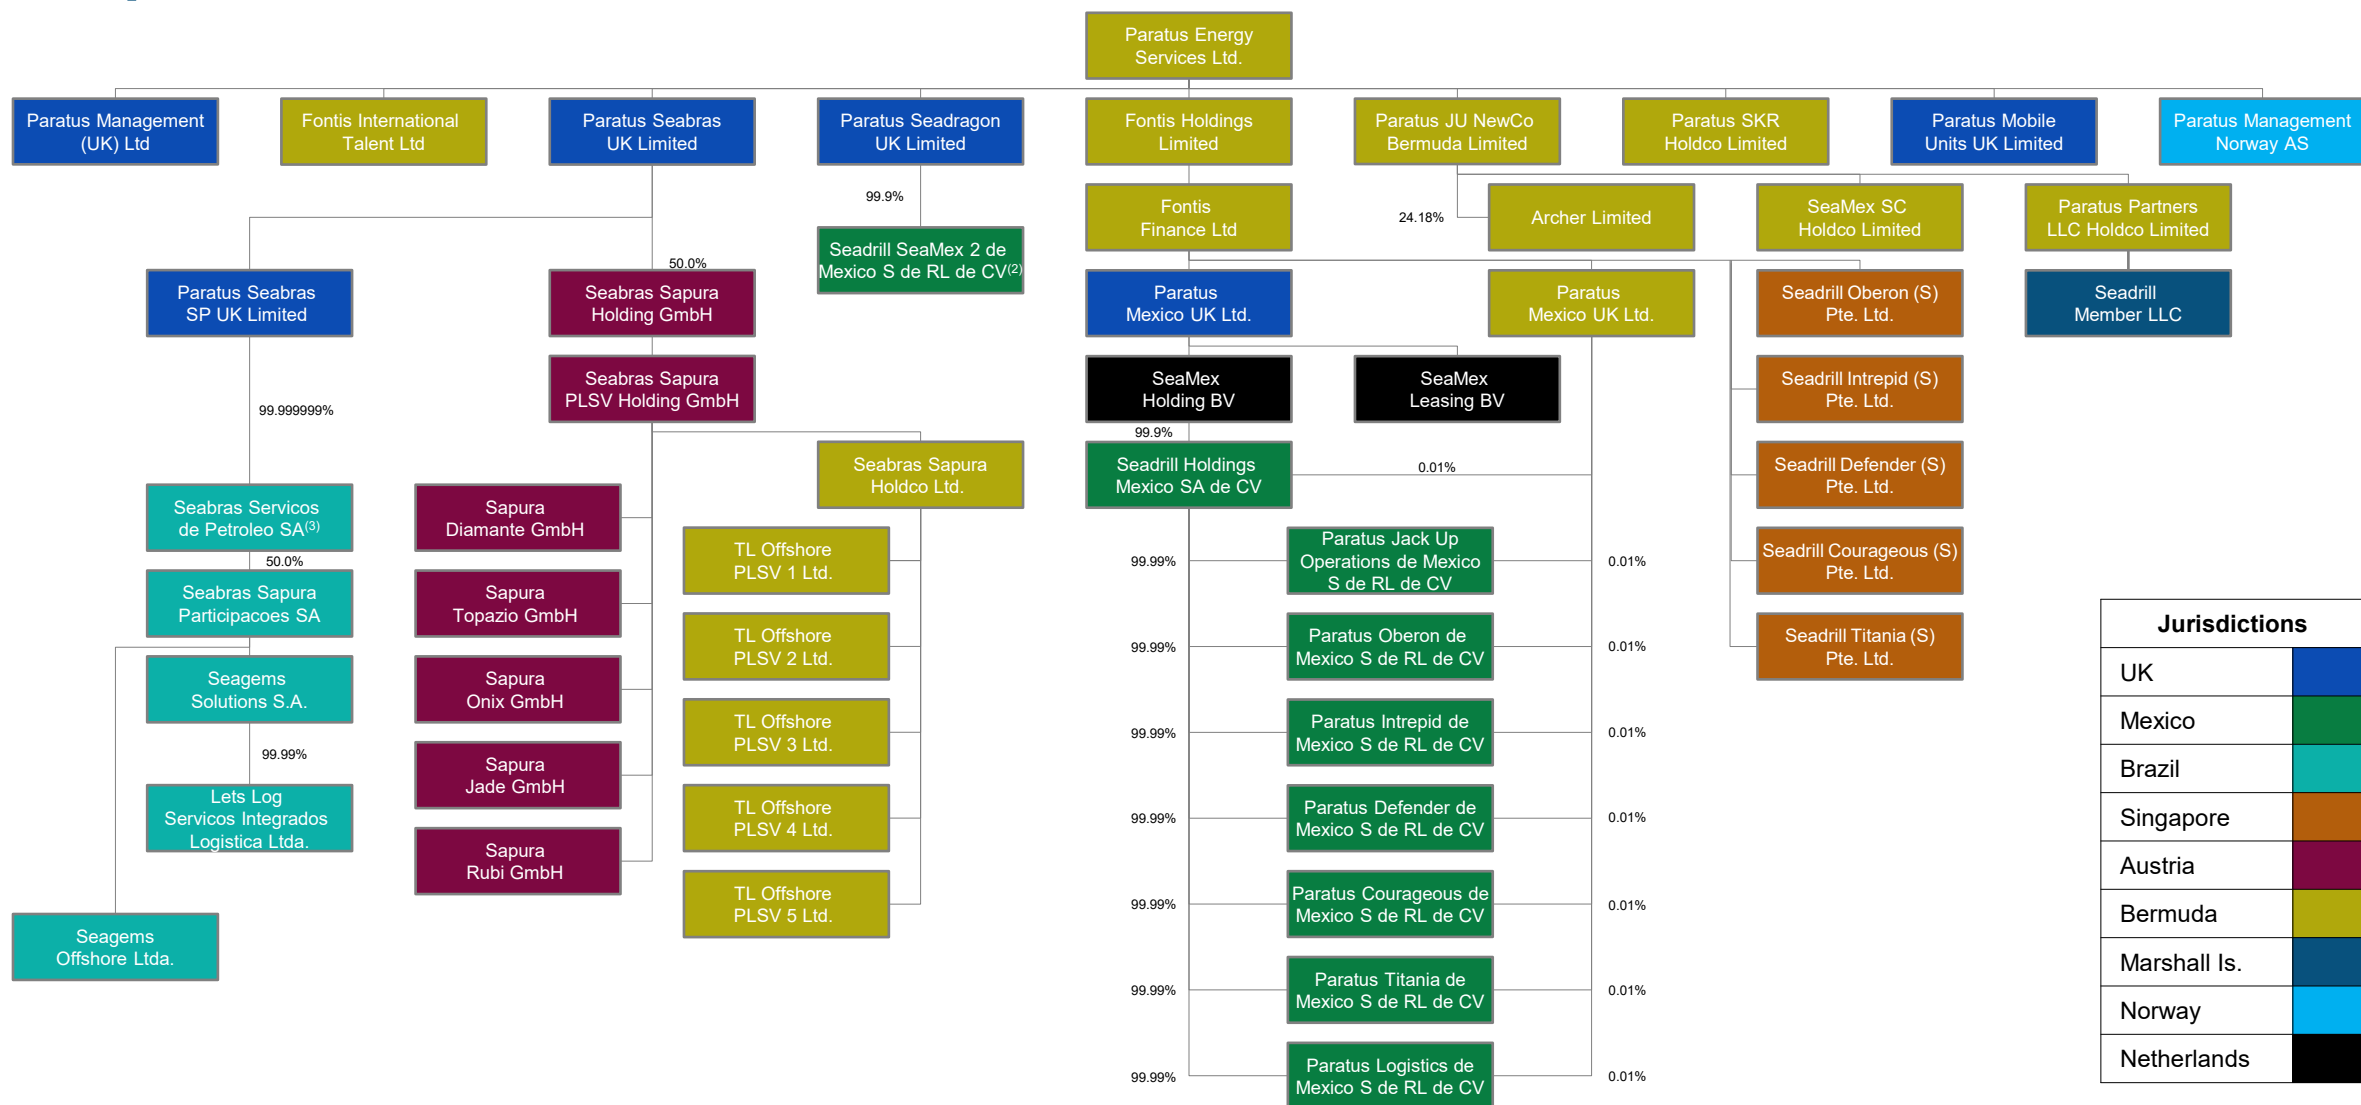 Paratus Energy
Services Ltd.
Paratus Management
(UK) Ltd
Fontis International
Talent Ltd
Paratus Seabras
UK Limited
Paratus Seadragon
UK Limited
Fontis Holdings
Limited
Paratus JU NewCo
Bermuda Limited
Paratus SKR
Holdco Limited
Paratus Mobile
Units UK Limited
Paratus Management
Norway AS
99.9%
Fontis
Finance Ltd
24.18%
Archer Limited
SeaMex SC
Holdco Limited
Paratus Partners
LLC Holdco Limited
Seadrill SeaMex 2 de
Mexico S de RL de CV(2)
50.0%
Paratus Seabras
SP UK Limited
Seabras Sapura
Holding GmbH
Paratus
Mexico UK Ltd.
Paratus
Mexico UK Ltd.
Seadrill Oberon (S)
Pte. Ltd.
Seadrill
Member LLC
99.999999%
Seabras Sapura
PLSV Holding GmbH
SeaMex
Holding BV
SeaMex
Leasing BV
Seadrill Intrepid (S)
Pte. Ltd.
99.9%
Seabras Sapura
Holdco Ltd.
Seadrill Holdings
Mexico SA de CV
0.01%
Seadrill Defender (S)
Pte. Ltd.
Seabras Servicos
de Petroleo SA(3)
Sapura
Diamante GmbH
50.0%
TL Offshore
PLSV 1 Ltd.
99.99%
Paratus Jack Up
Operations de Mexico
S de RL de CV
0.01%
Seadrill Courageous (S)
Pte. Ltd.
Seabras Sapura
Participacoes SA
Sapura
Topazio GmbH
TL Offshore
PLSV 2 Ltd.
99.99%
Paratus Oberon de
Mexico S de RL de CV
0.01%
Seadrill Titania (S)
Pte. Ltd.
Seagems
Solutions S.A.
Sapura
Onix GmbH
TL Offshore
PLSV 3 Ltd.
99.99%
Paratus Intrepid de
Mexico S de RL de CV
0.01%
99.99%
Sapura
Jade GmbH
Lets Log
Servicos Integrados
Logistica Ltda.
TL Offshore
PLSV 4 Ltd.
99.99%
Paratus Defender de
Mexico S de RL de CV
0.01%
Sapura
Rubi GmbH
TL Offshore
PLSV 5 Ltd.
99.99%
Paratus Courageous de
Mexico S de RL de CV
0.01%
Seagems
Offshore Ltda.
99.99%
Paratus Titania de
Mexico S de RL de CV
0.01%
99.99%
Paratus Logistics de
Mexico S de RL de CV
0.01%
Jurisdictions
UK
Mexico
Brazil
Singapore
Austria
Bermuda
Marshall Is.
Norway
Netherlands